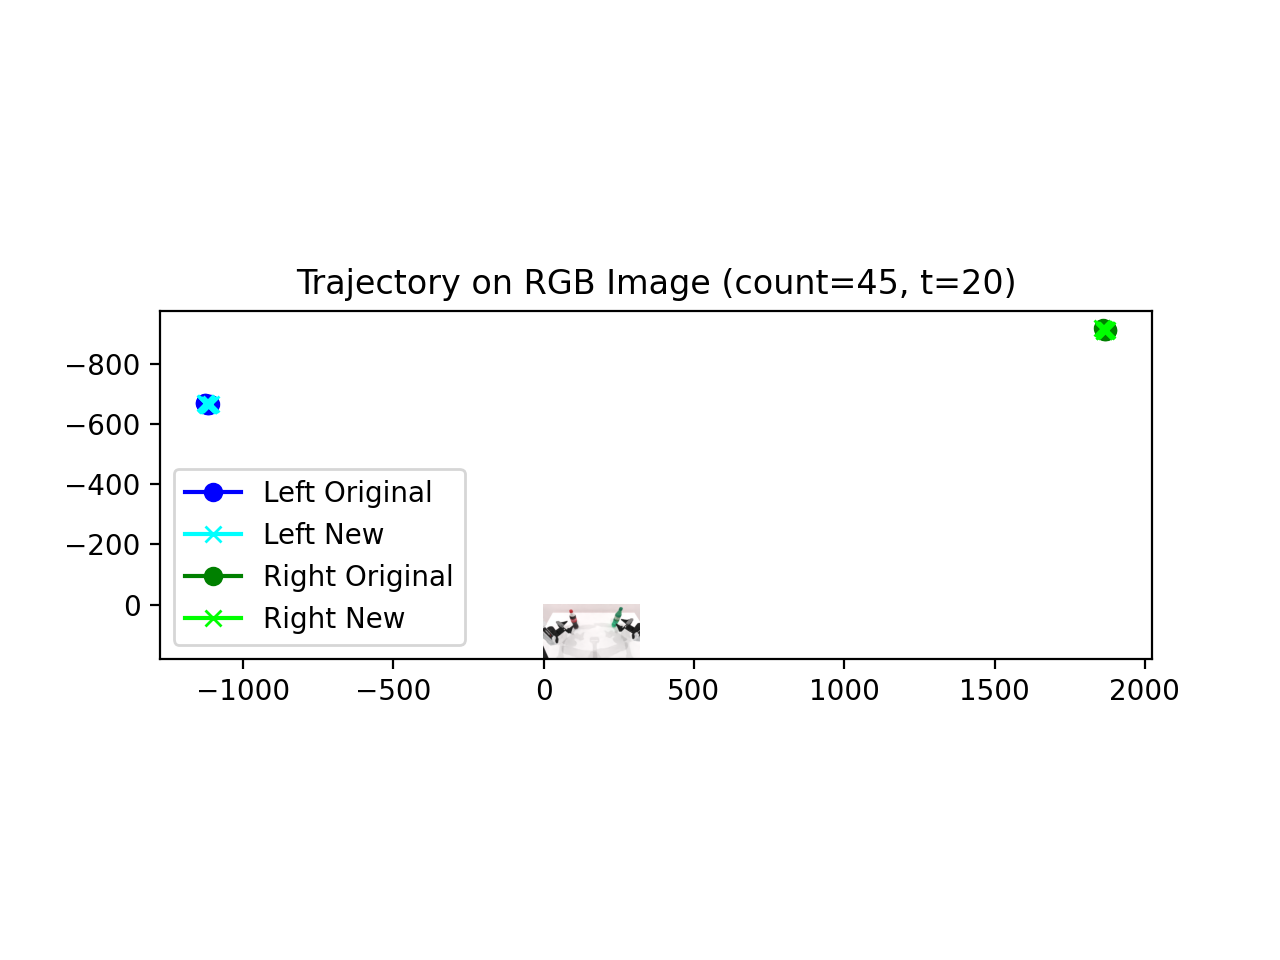 Trajectory on RGB Image (count=45, t=20)
−800
−600
−400
−200
0
Left Original
Left New
Right Original
Right New
−1000 −500 0 500 1000 1500 2000